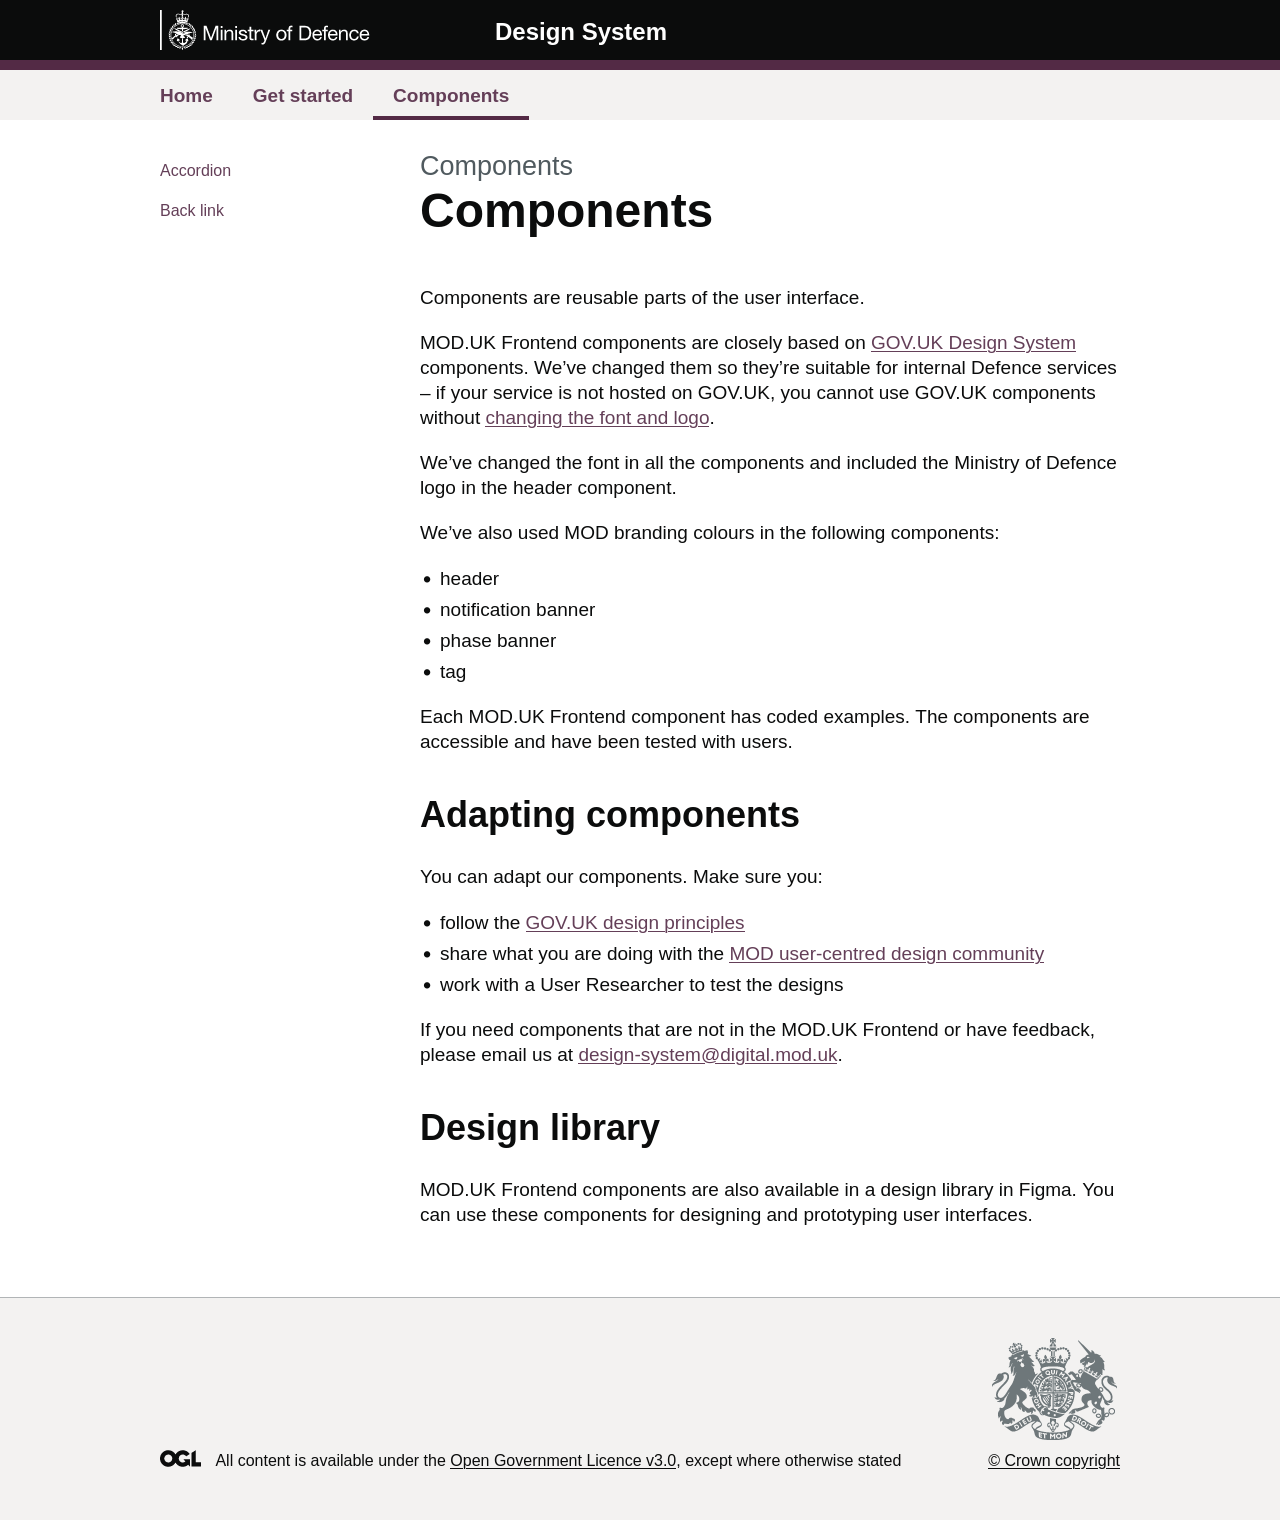 Ministry of Defence
Design System
Home
Get started
Components
Accordion
Back link
Components
Components
Components are reusable parts of the user interface.
MOD.UK Frontend components are closely based on GOV.UK Design System
components. We’ve changed them so they’re suitable for internal Defence services
– if your service is not hosted on GOV.UK, you cannot use GOV.UK components
without changing the font and logo.
We’ve changed the font in all the components and included the Ministry of Defence
logo in the header component.
We’ve also used MOD branding colours in the following components:
• header
• notification banner
• phase banner
• tag
Each MOD.UK Frontend component has coded examples. The components are
accessible and have been tested with users.
Adapting components
You can adapt our components. Make sure you:
• follow the GOV.UK design principles
• share what you are doing with the MOD user-centred design community
• work with a User Researcher to test the designs
If you need components that are not in the MOD.UK Frontend or have feedback,
please email us at design-system@digital.mod.uk.
Design library
MOD.UK Frontend components are also available in a design library in Figma. You
can use these components for designing and prototyping user interfaces.
DIEU ET MON DROIT
OGL
All content is available under the Open Government Licence v3.0, except where otherwise stated
© Crown copyright